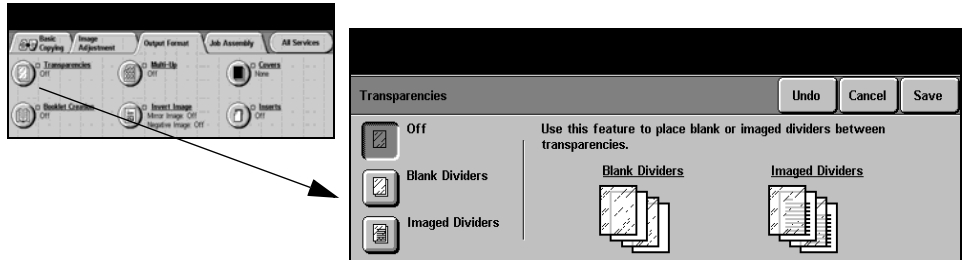 Basic Copying
Image Adjustment
Output Format
Job Assembly
All Services
Transparencies
Off
Multi-Up
Off
Covers
None
Booklet Creation
Off
Invert Image
Mirror Image: Off
Negative Image: Off
Inserts
Off
Transparencies
Undo
Cancel
Save
Off
Blank Dividers
Imaged Dividers
Use this feature to place blank or imaged dividers between
transparencies.
Blank Dividers
Imaged Dividers